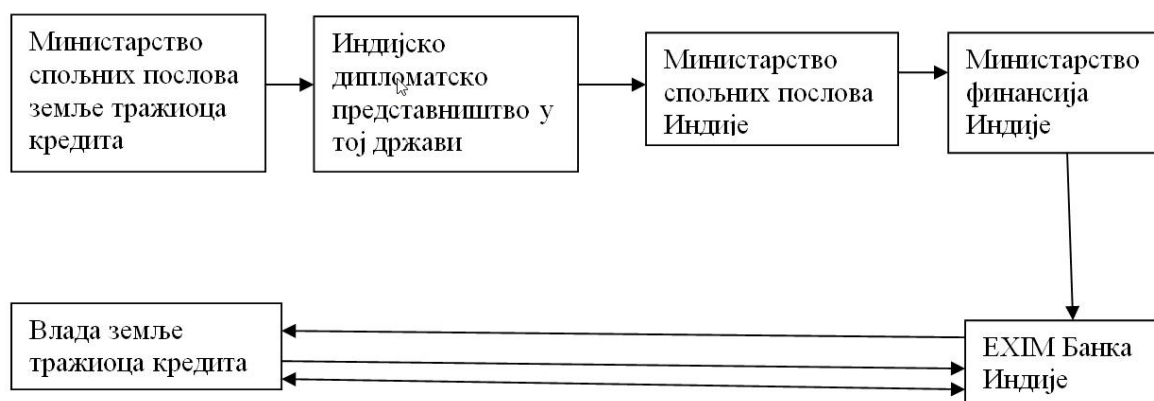 Министарство
спољних послова
земље тражиоца
кредита
Индијско
дипломатско
представништво у
тој држави
Министарство
спољних послова
Индије
Министарство
финансија
Индије
Влада земље
тражиоца кредита
EXIM Банка
Индије